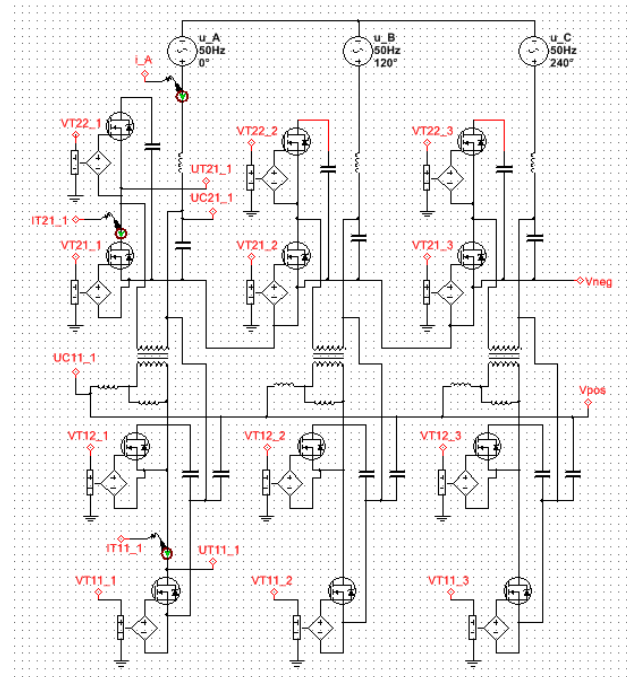 u_A
50Hz
0°
u_B
50Hz
120°
u_C
50Hz
240°
i_A
VT22_1
VT22_2
VT22_3
UT21_1
UC21_1
IT21_1
VT21_1
VT21_2
VT21_3
Vneg
UC11_1
Vpos
VT12_1
VT12_2
VT12_3
IT11_1
UT11_1
VT11_1
VT11_2
VT11_3